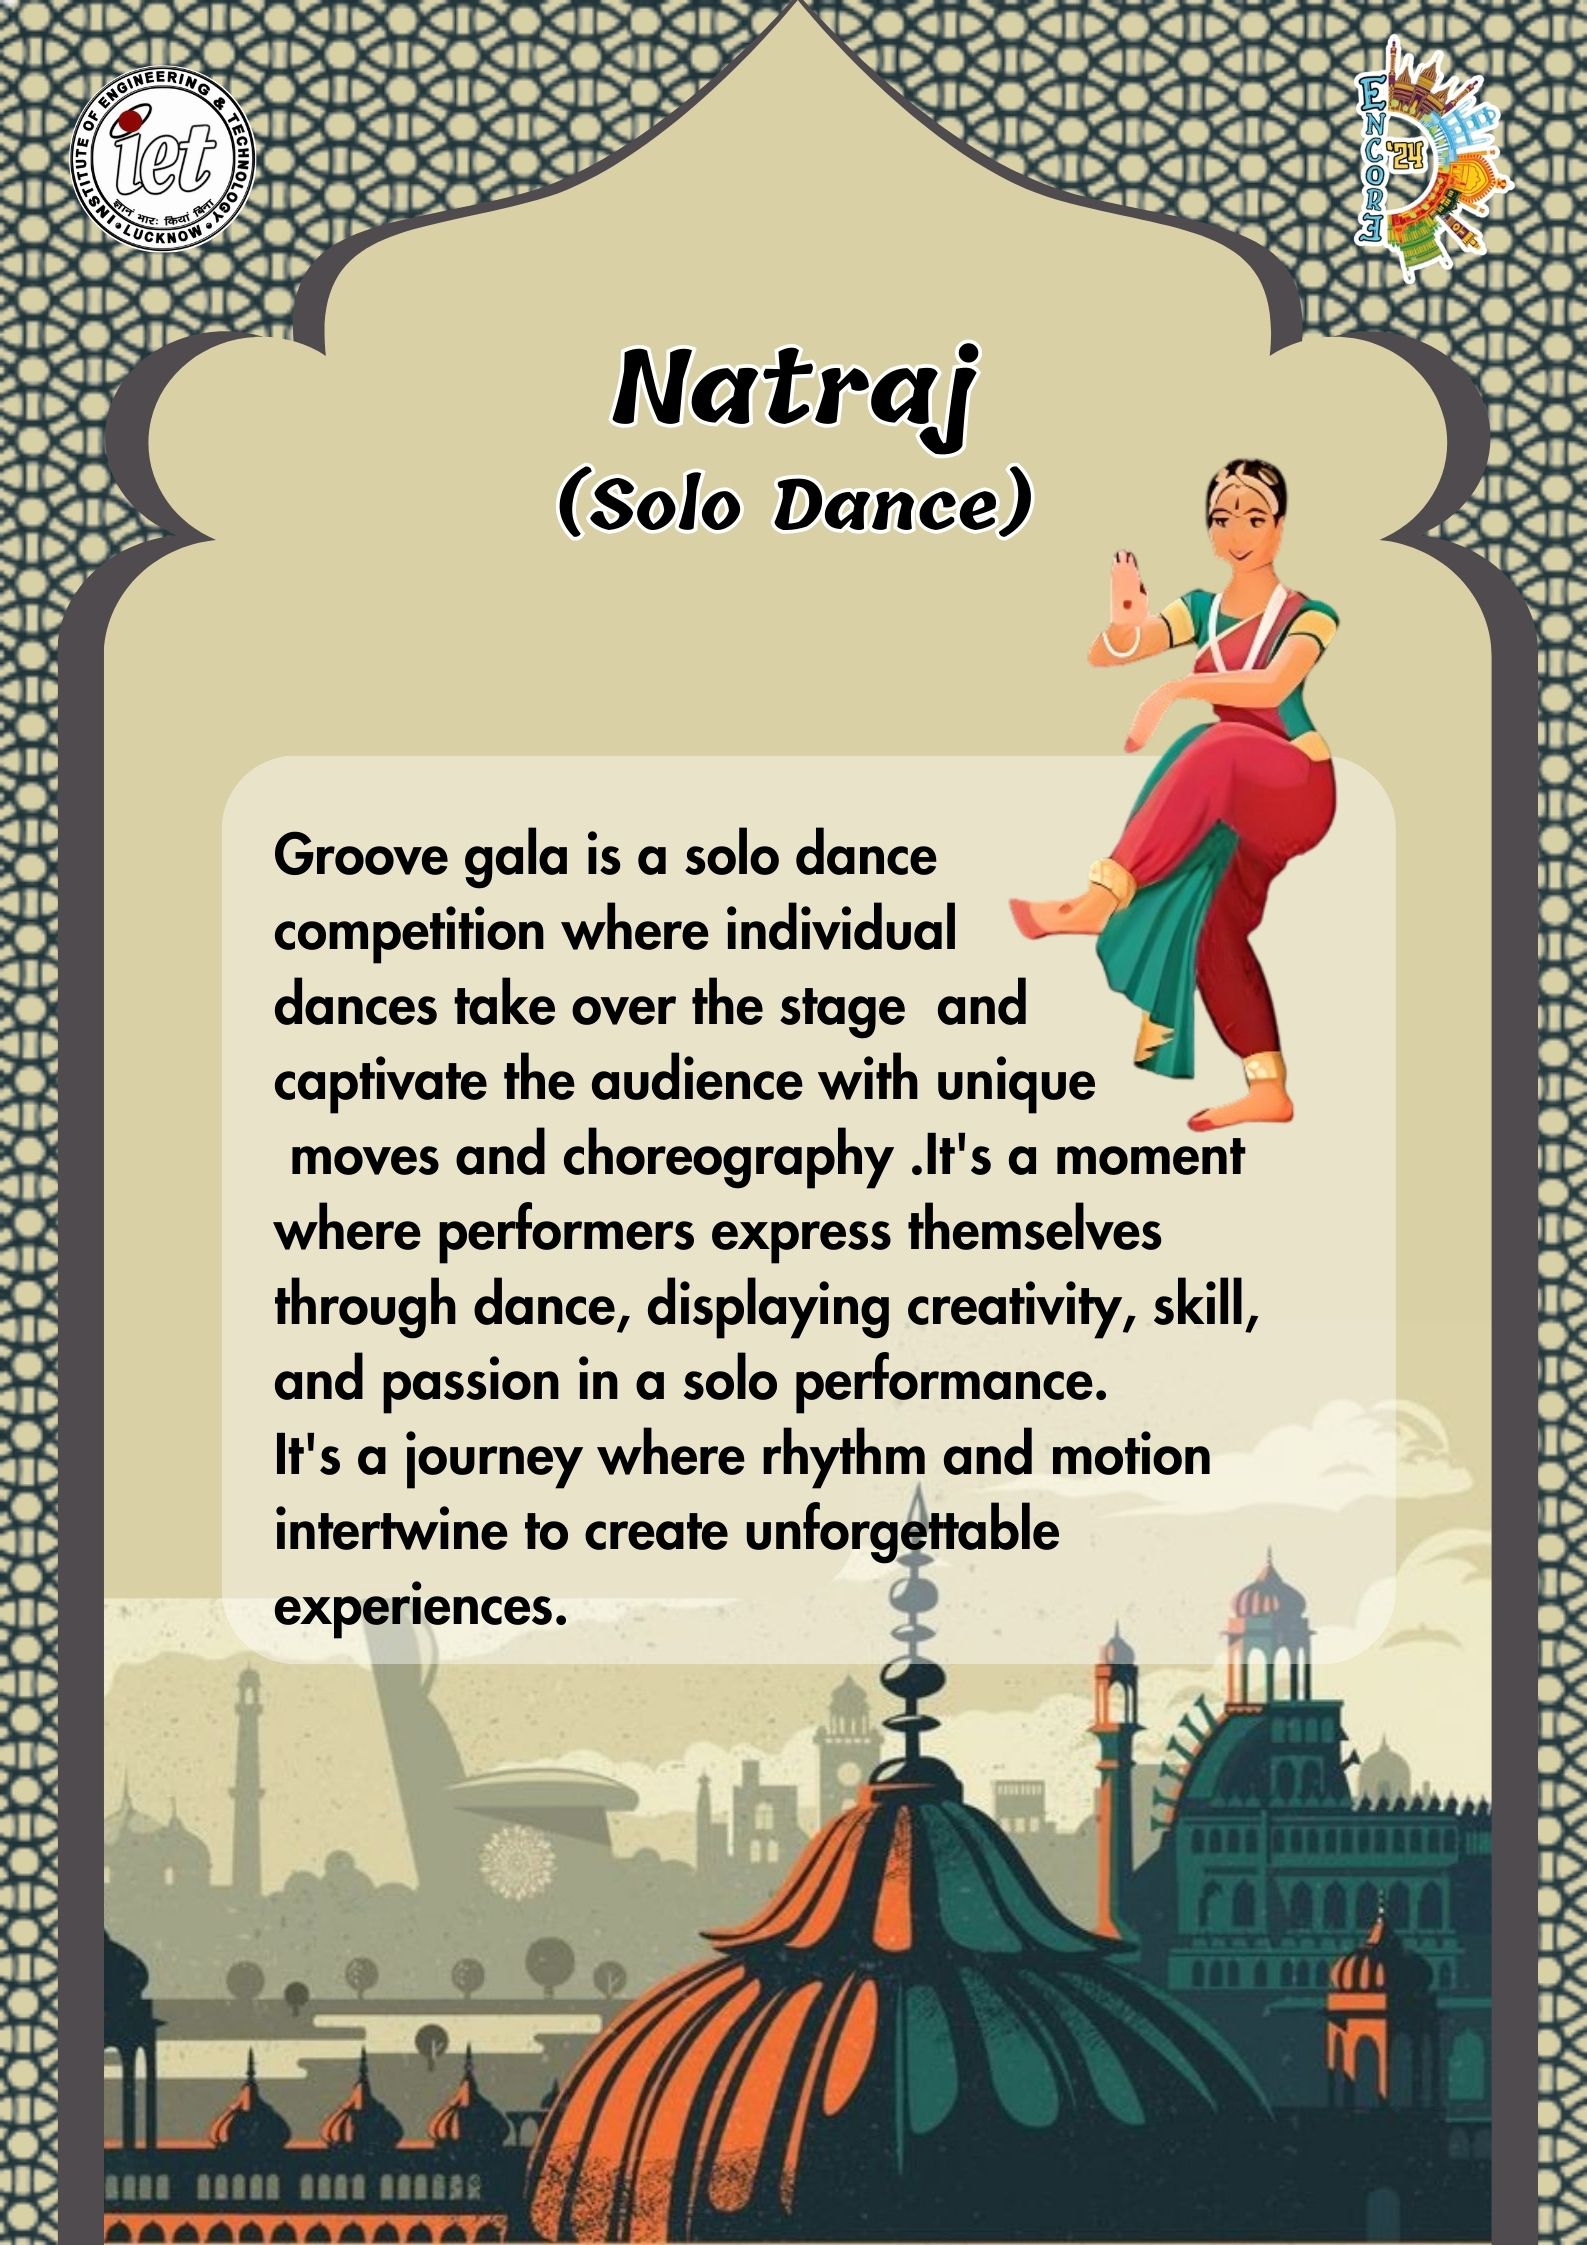 INSTITUTE OF ENGINEERING & TECHNOLOGY
iet
LUCKNOW
ENCORE
'24
Natraj
(Solo Dance)
Groove gala is a solo dance
competition where individual
dances take over the stage  and
captivate the audience with unique
moves and choreography .It's a moment
where performers express themselves
through dance, displaying creativity, skill,
and passion in a solo performance.
It's a journey where rhythm and motion
intertwine to create unforgettable
experiences.